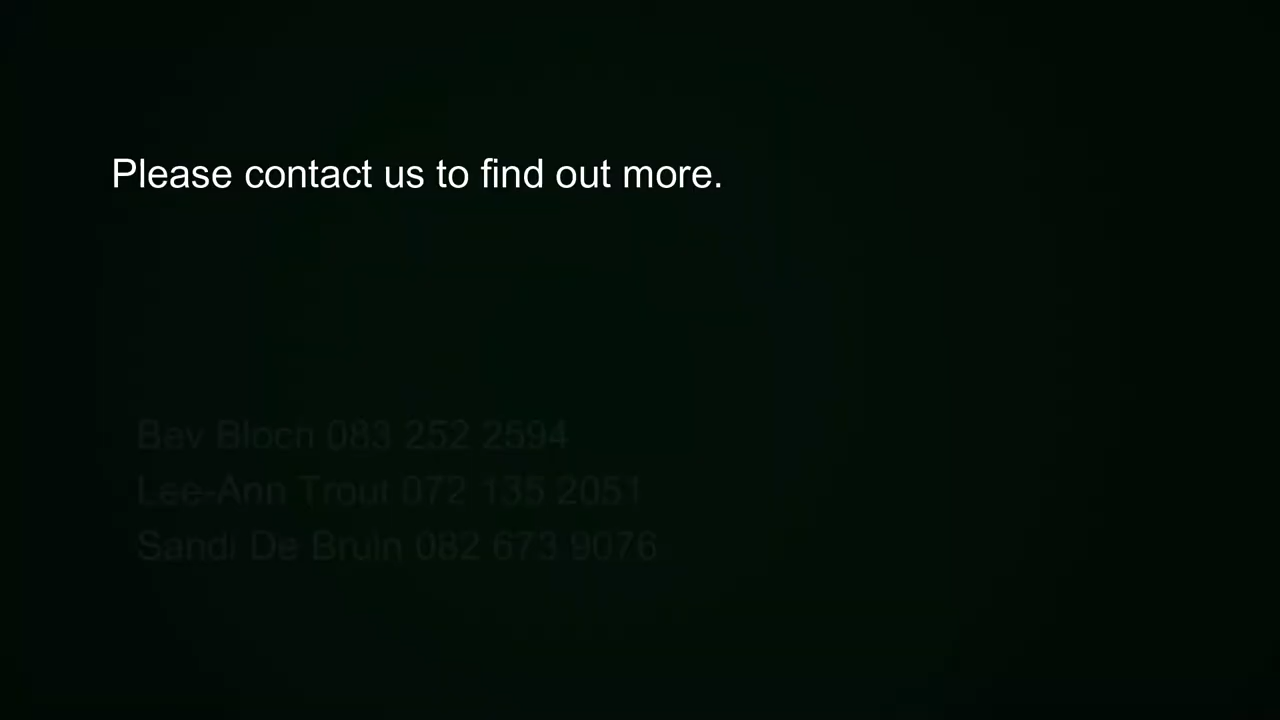 Please contact us to find out more.
Bev Bloch 083 252 2594
Lee-Ann Trout 072 135 2051
Sandi De Bruin 082 673 9076